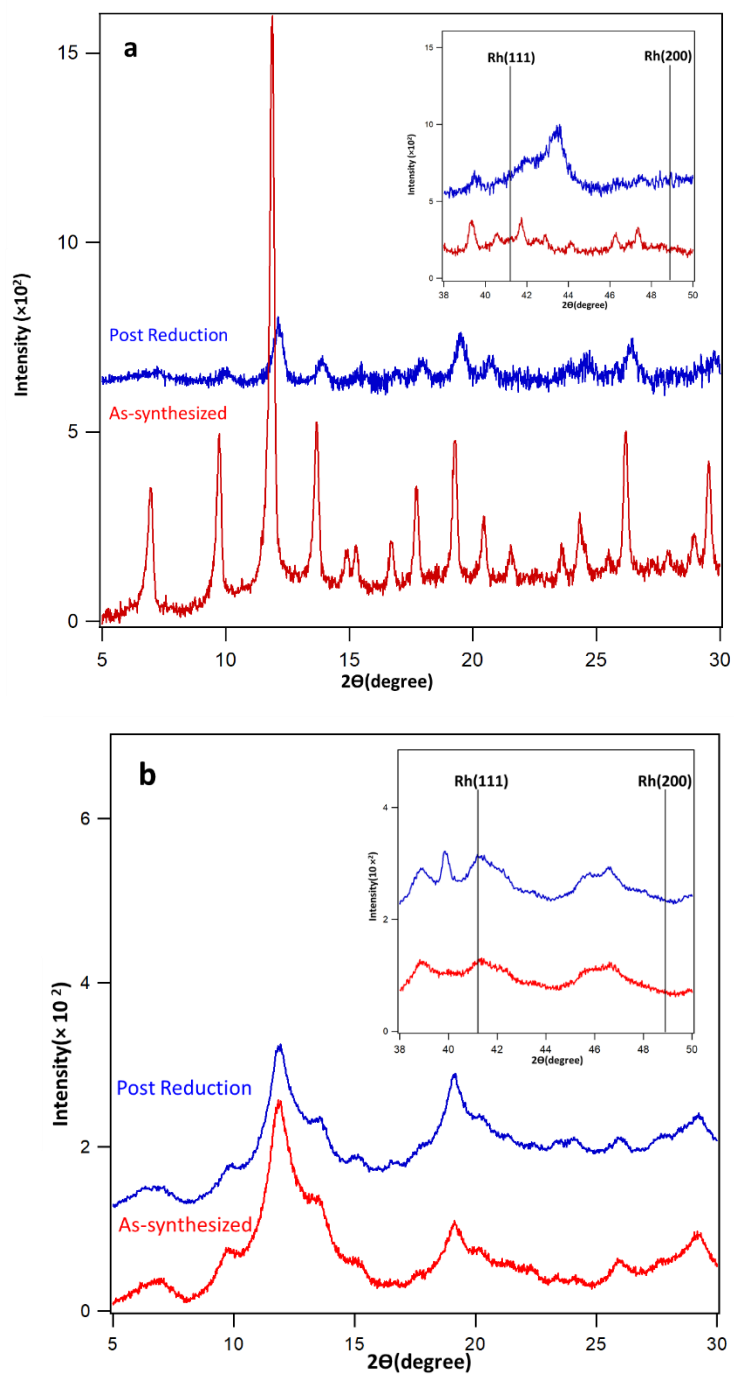 a
15
10
5
0
Intensity (×10²)
Post Reduction
As-synthesized
5 10 15 20 25 30
2Θ(degree)
Rh(111) Rh(200)
15
10
5
0
Intensity (×10²)
38 40 42 44 46 48 50
2Θ(degree)
b
6
4
2
0
Intensity(× 10 ²)
Post Reduction
As-synthesized
5 10 15 20 25 30
2Θ(degree)
Rh(111) Rh(200)
4
2
0
Intensity(10 ײ)
38 40 42 44 46 48 50
2Θ(degree)